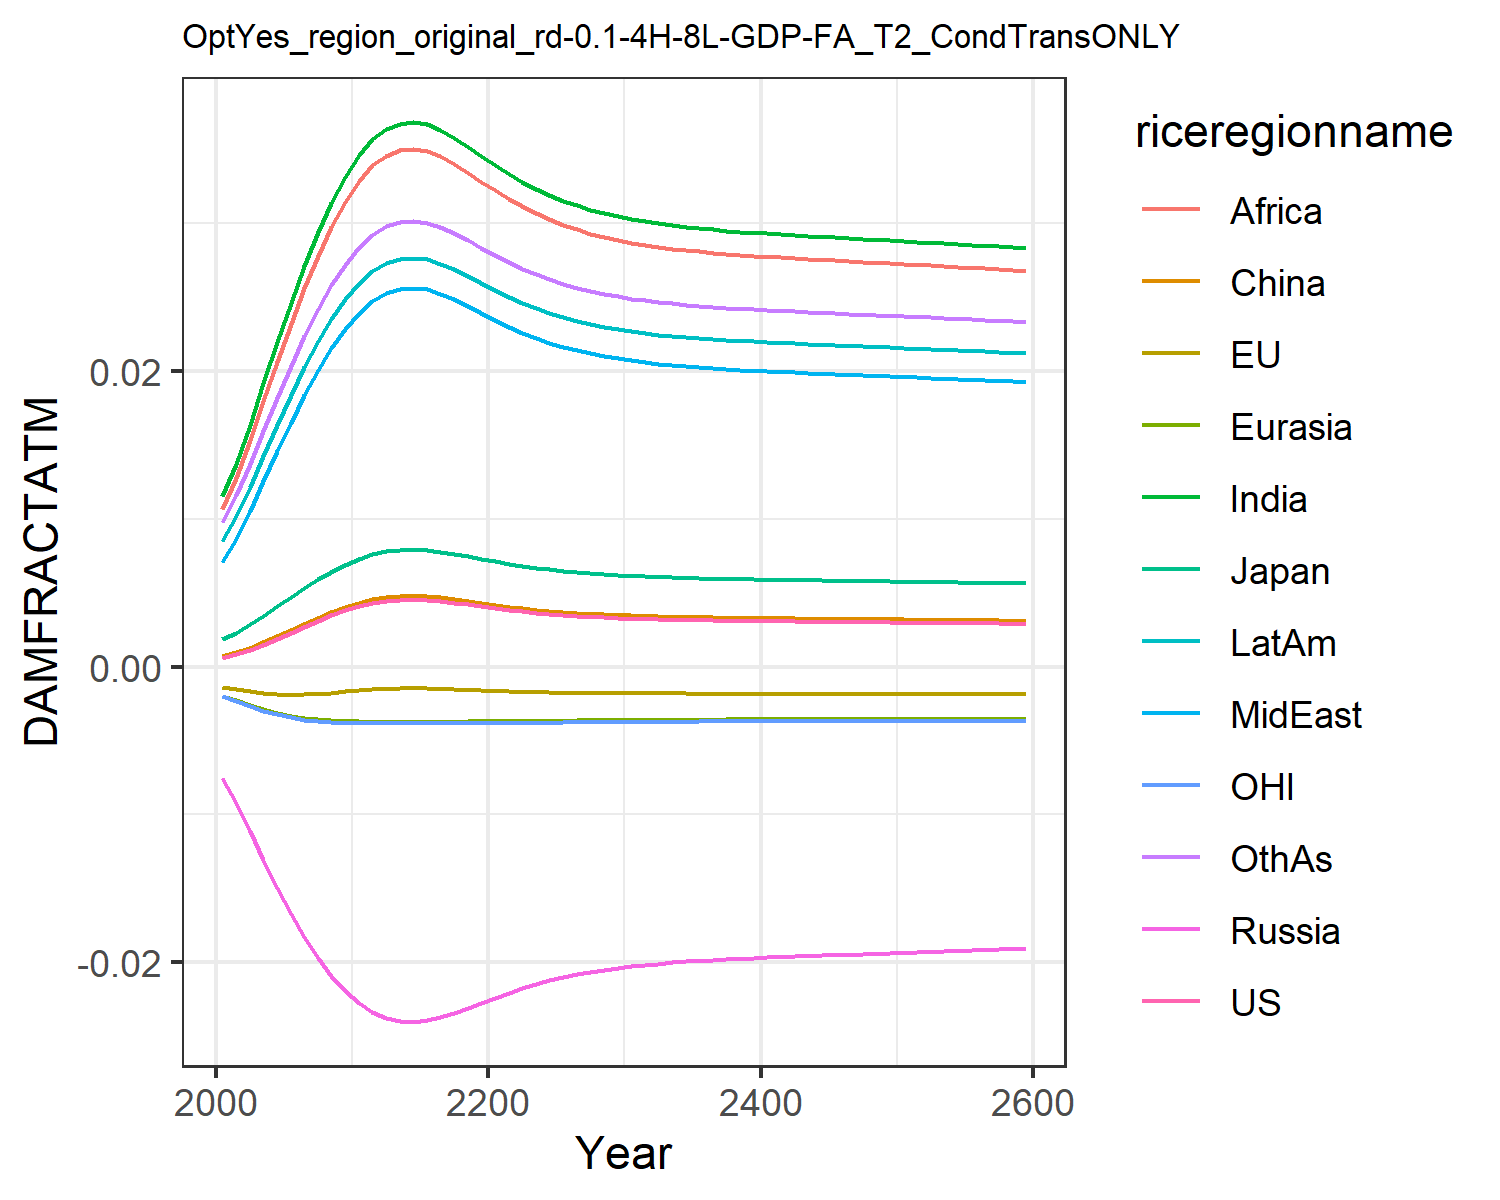 OptYes_region_original_rd-0.1-4H-8L-GDP-FA_T2_CondTransONLY
DAMFRACTATM
0.02
0.00
-0.02
2000
2200
2400
2600
Year
riceregionname
Africa
China
EU
Eurasia
India
Japan
LatAm
MidEast
OHI
OthAs
Russia
US